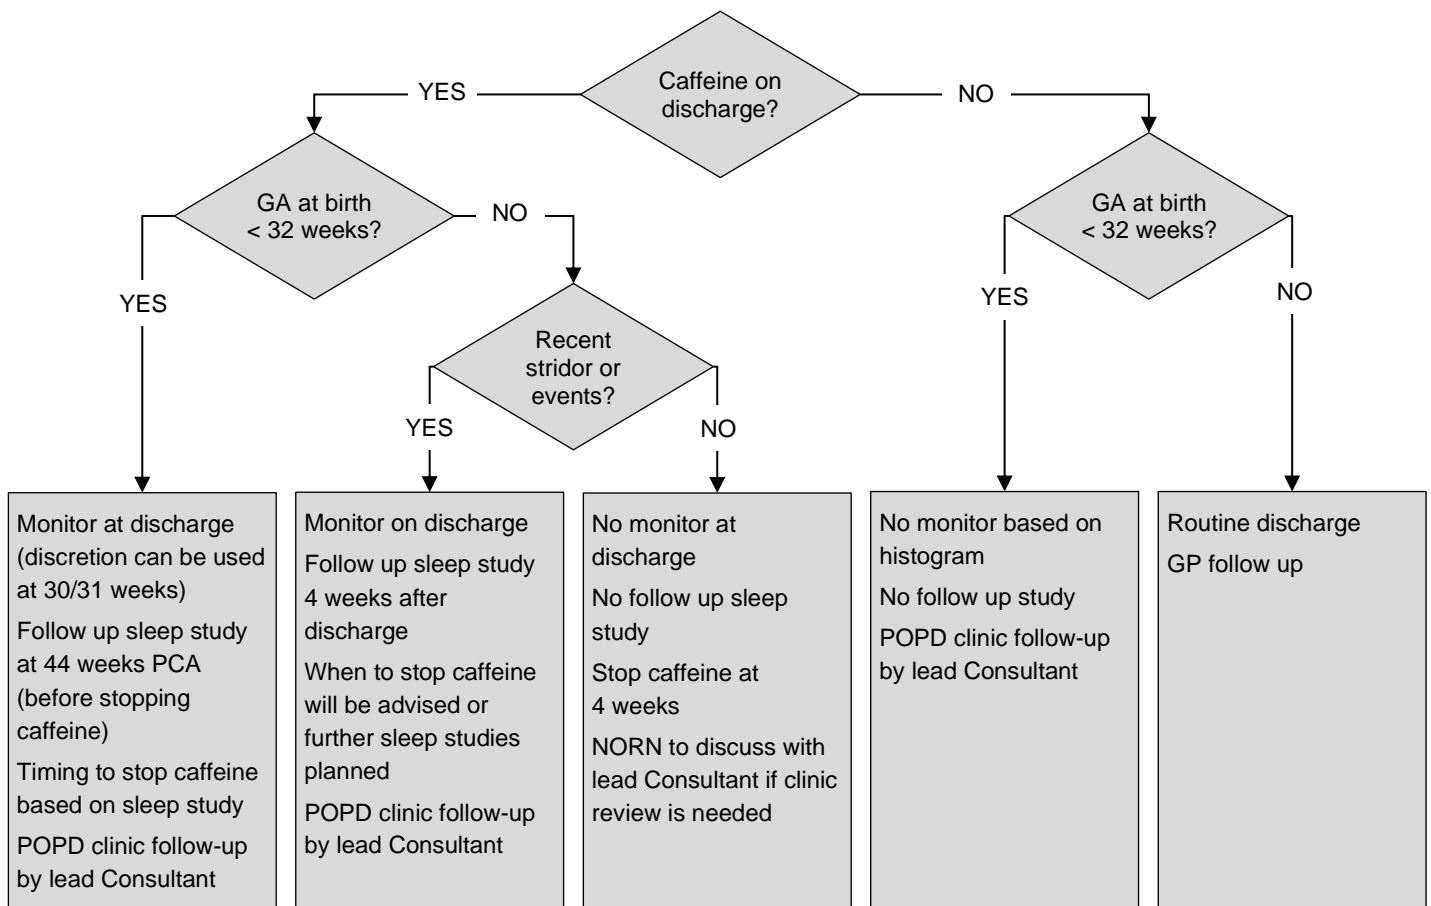 Caffeine on
discharge?
YES
NO
GA at birth
< 32 weeks?
GA at birth
< 32 weeks?
NO
YES
YES
NO
Recent
stridor or
events?
YES
NO
Monitor at discharge
(discretion can be used
at 30/31 weeks)
Follow up sleep study
at 44 weeks PCA
(before stopping
caffeine)
Timing to stop caffeine
based on sleep study
POPD clinic follow-up
by lead Consultant
Monitor on discharge
Follow up sleep study
4 weeks after
discharge
When to stop caffeine
will be advised or
further sleep studies
planned
POPD clinic follow-up
by lead Consultant
No monitor at
discharge
No follow up sleep
study
Stop caffeine at
4 weeks
NORN to discuss with
lead Consultant if clinic
review is needed
No monitor based on
histogram
No follow up study
POPD clinic follow-up
by lead Consultant
Routine discharge
GP follow up